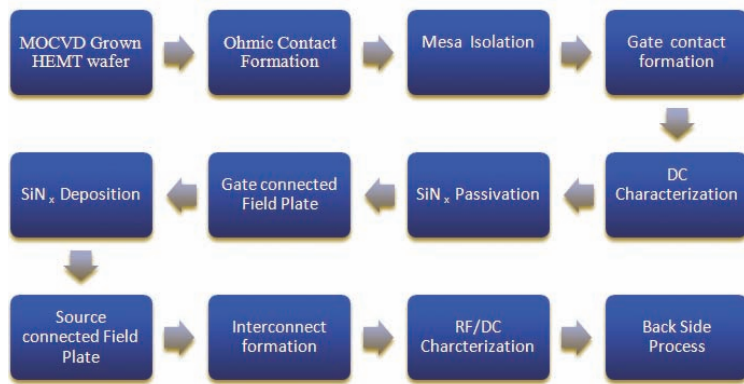 MOCVD Grown
HEMT wafer
Ohmic Contact
Formation
Mesa Isolation
Gate contact
formation
DC
Characterization
SiNx Passivation
Gate connected
Field Plate
SiNx Deposition
Source
connected Field
Plate
Interconnect
formation
RF/DC
Charcterization
Back Side
Process